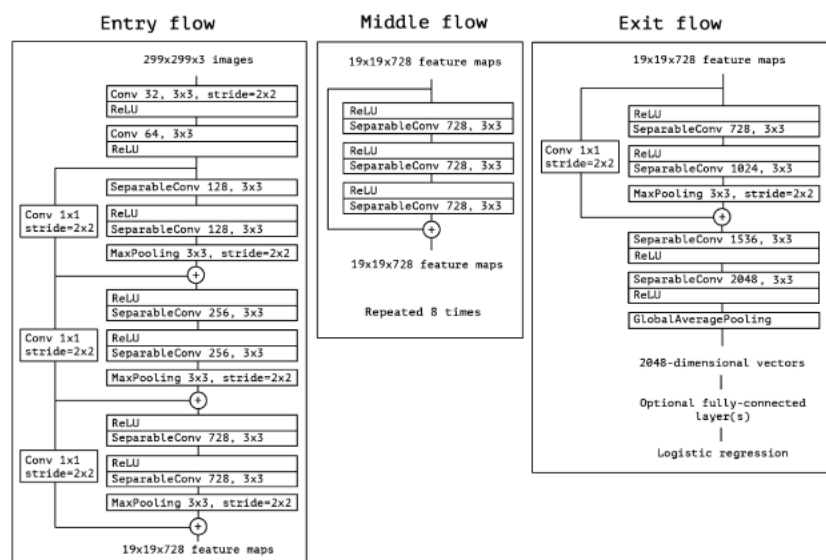 Entry flow
299x299x3 images
Conv 32, 3x3, stride=2x2
ReLU
Conv 64, 3x3
ReLU
SeparableConv 128, 3x3
Conv 1x1
stride=2x2
ReLU
SeparableConv 128, 3x3
MaxPooling 3x3, stride=2x2
+
ReLU
SeparableConv 256, 3x3
Conv 1x1
stride=2x2
ReLU
SeparableConv 256, 3x3
MaxPooling 3x3, stride=2x2
+
ReLU
SeparableConv 728, 3x3
Conv 1x1
stride=2x2
ReLU
SeparableConv 728, 3x3
MaxPooling 3x3, stride=2x2
+
19x19x728 feature maps
Middle flow
19x19x728 feature maps
ReLU
SeparableConv 728, 3x3
ReLU
SeparableConv 728, 3x3
ReLU
SeparableConv 728, 3x3
+
19x19x728 feature maps
Repeated 8 times
Exit flow
19x19x728 feature maps
ReLU
SeparableConv 728, 3x3
Conv 1x1
stride=2x2
ReLU
SeparableConv 1024, 3x3
MaxPooling 3x3, stride=2x2
+
SeparableConv 1536, 3x3
ReLU
SeparableConv 2048, 3x3
ReLU
GlobalAveragePooling
2048-dimensional vectors
Optional fully-connected
layer(s)
Logistic regression